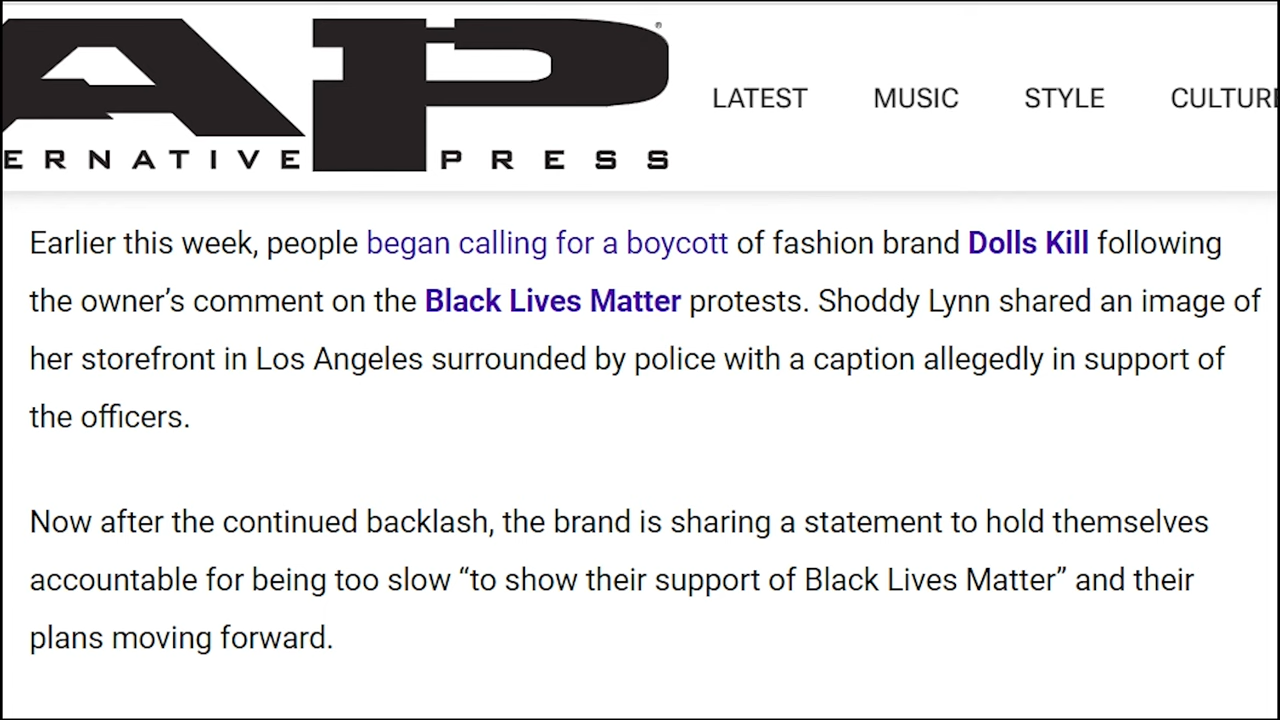 AP
®
ERNATIVE PRESS
LATEST MUSIC STYLE CULTURE
Earlier this week, people began calling for a boycott of fashion brand Dolls Kill following
the owner’s comment on the Black Lives Matter protests. Shoddy Lynn shared an image of
her storefront in Los Angeles surrounded by police with a caption allegedly in support of
the officers.
Now after the continued backlash, the brand is sharing a statement to hold themselves
accountable for being too slow “to show their support of Black Lives Matter” and their
plans moving forward.